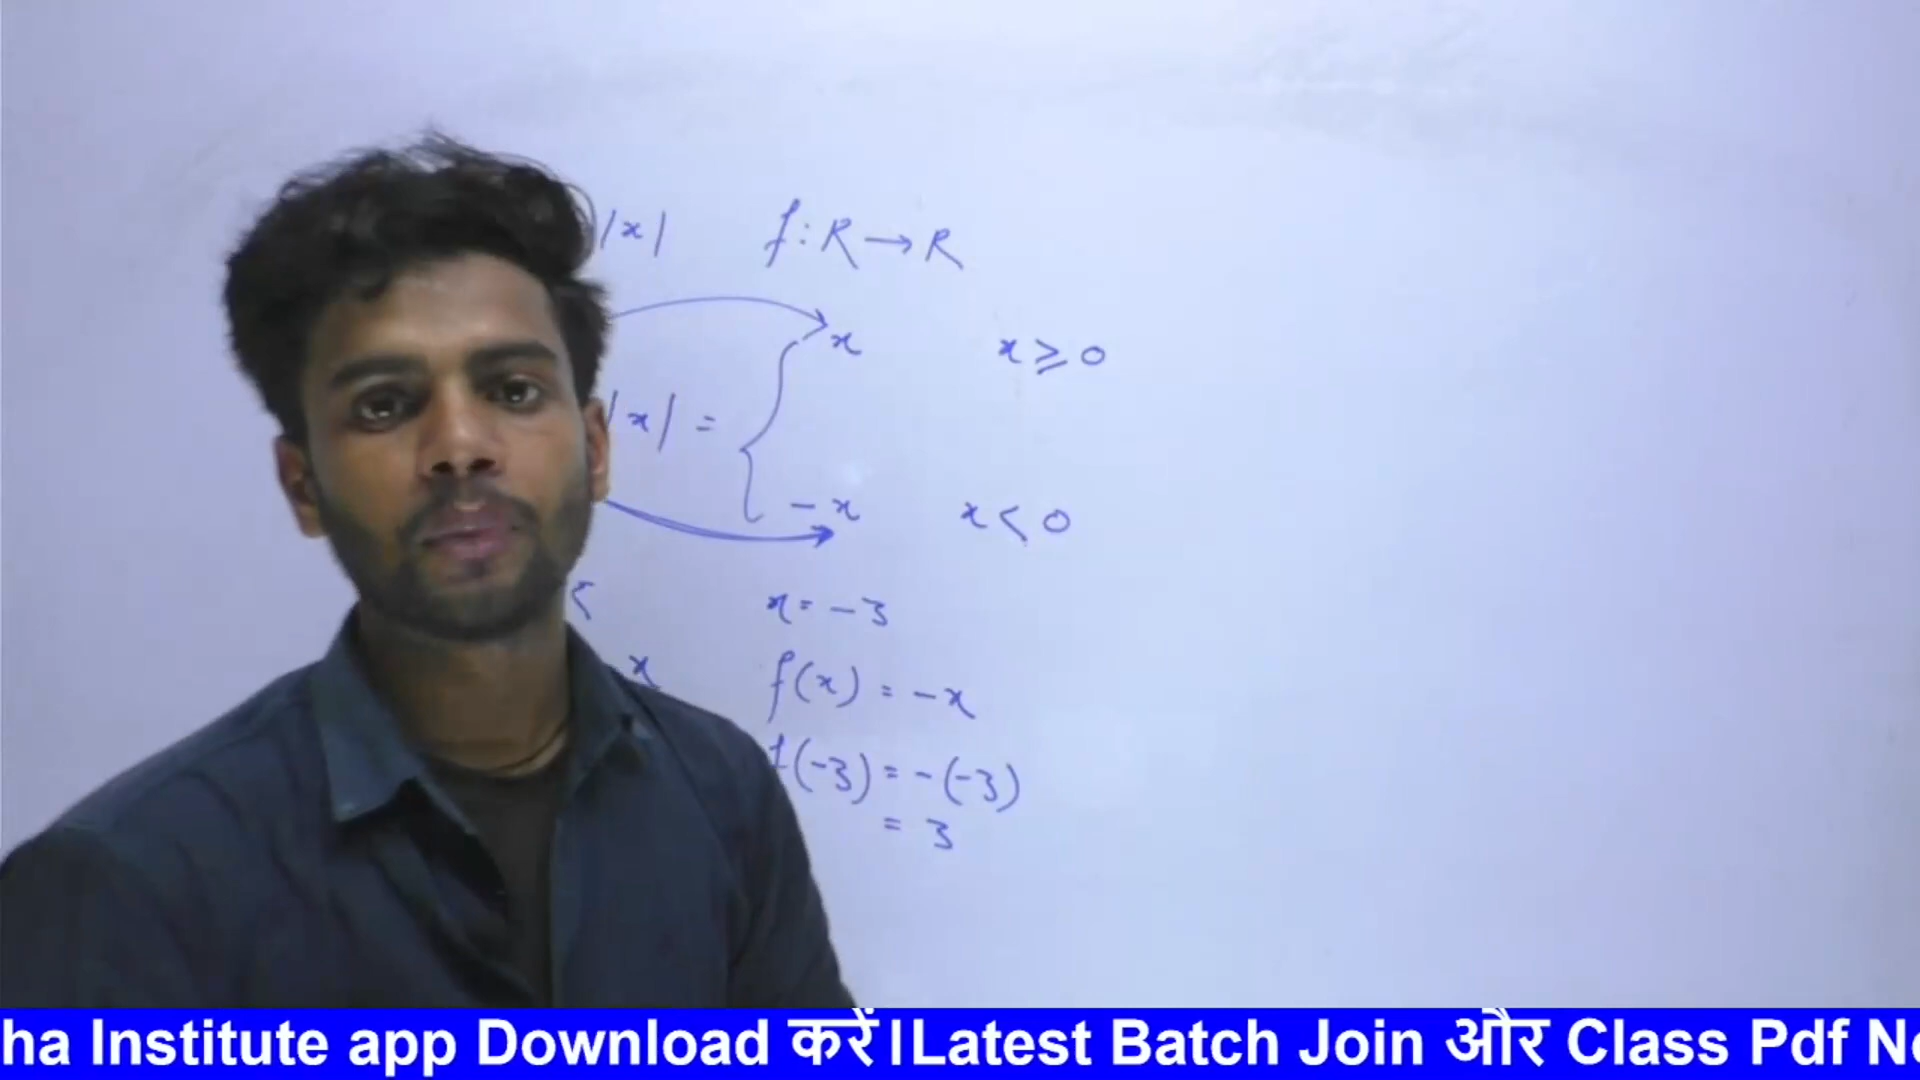 |x| f : R → R
x x ⩾ 0
|x| =
- x x < 0
x = - 3
x f(x) = - x
f(-3) = - (-3)
= 3
ha Institute app Download करें।Latest Batch Join और Class Pdf